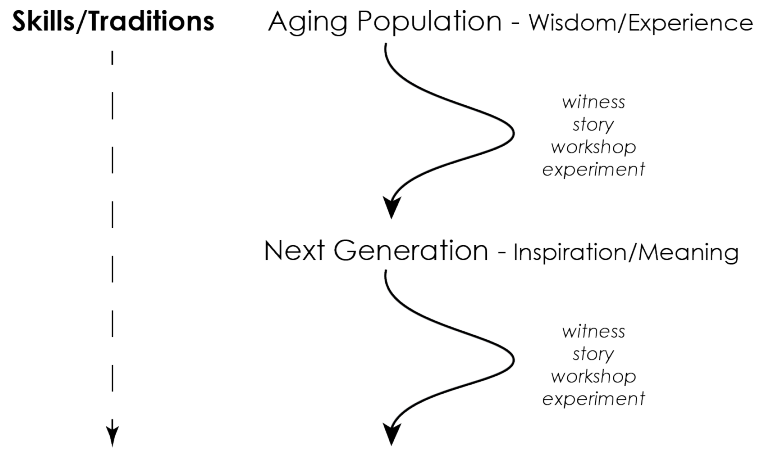 Skills/Traditions
Aging Population - Wisdom/Experience
witness
story
workshop
experiment
Next Generation - Inspiration/Meaning
witness
story
workshop
experiment